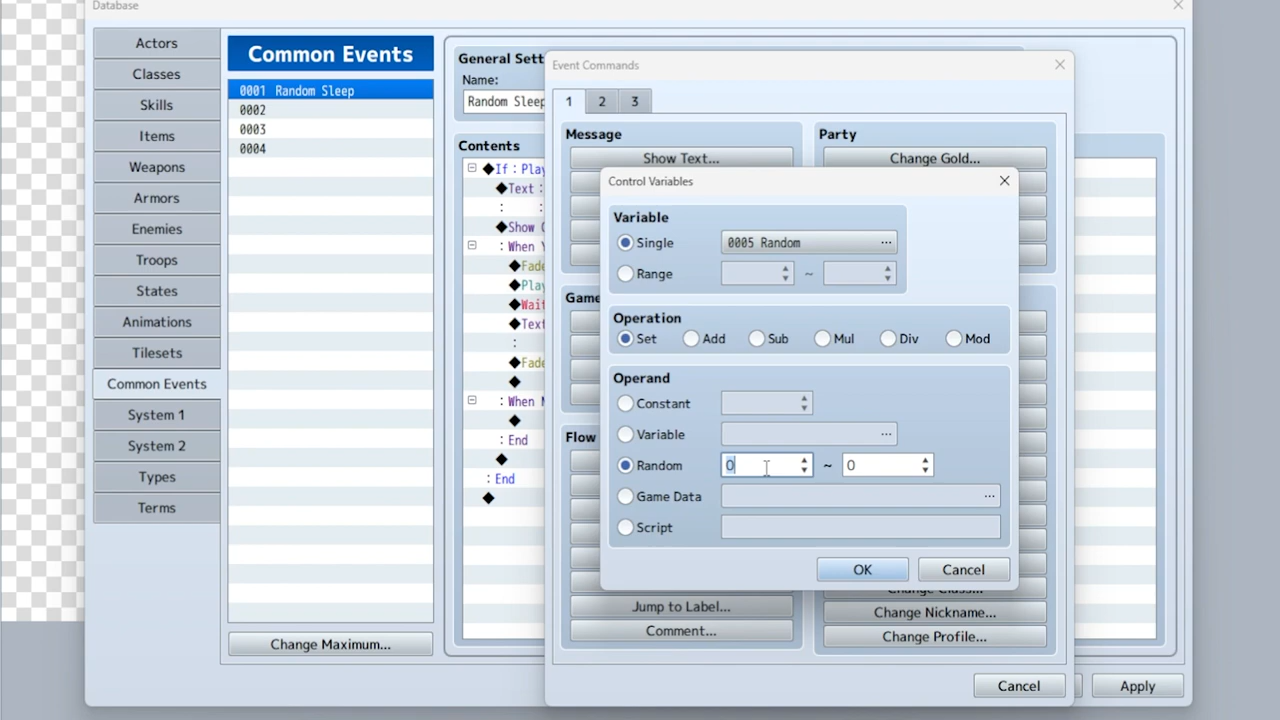 Database
Actors
Classes
Skills
Items
Weapons
Armors
Enemies
Troops
States
Animations
Tilesets
Common Events
System 1
System 2
Types
Terms
Common Events
0001 Random Sleep
0002
0003
0004
Change Maximum...
General Sett
Name:
Random Sleep
Contents
◆If : Play
◆Text :
: :
◆Show C
: When Y
◆Fade
◆Play
◆Wait
◆Text
:
◆Fade
◆
: When N
◆
: End
◆
: End
◆
Event Commands
1 2 3
Message
Show Text...
Party
Change Gold...
Game
Flow
Jump to Label...
Comment...
Change Class...
Change Nickname...
Change Profile...
Cancel
Apply
Control Variables
Variable
Single 0005 Random ...
Range ~
Operation
Set Add Sub Mul Div Mod
Operand
Constant
Variable ...
Random 0 ~ 0
Game Data ...
Script
OK Cancel